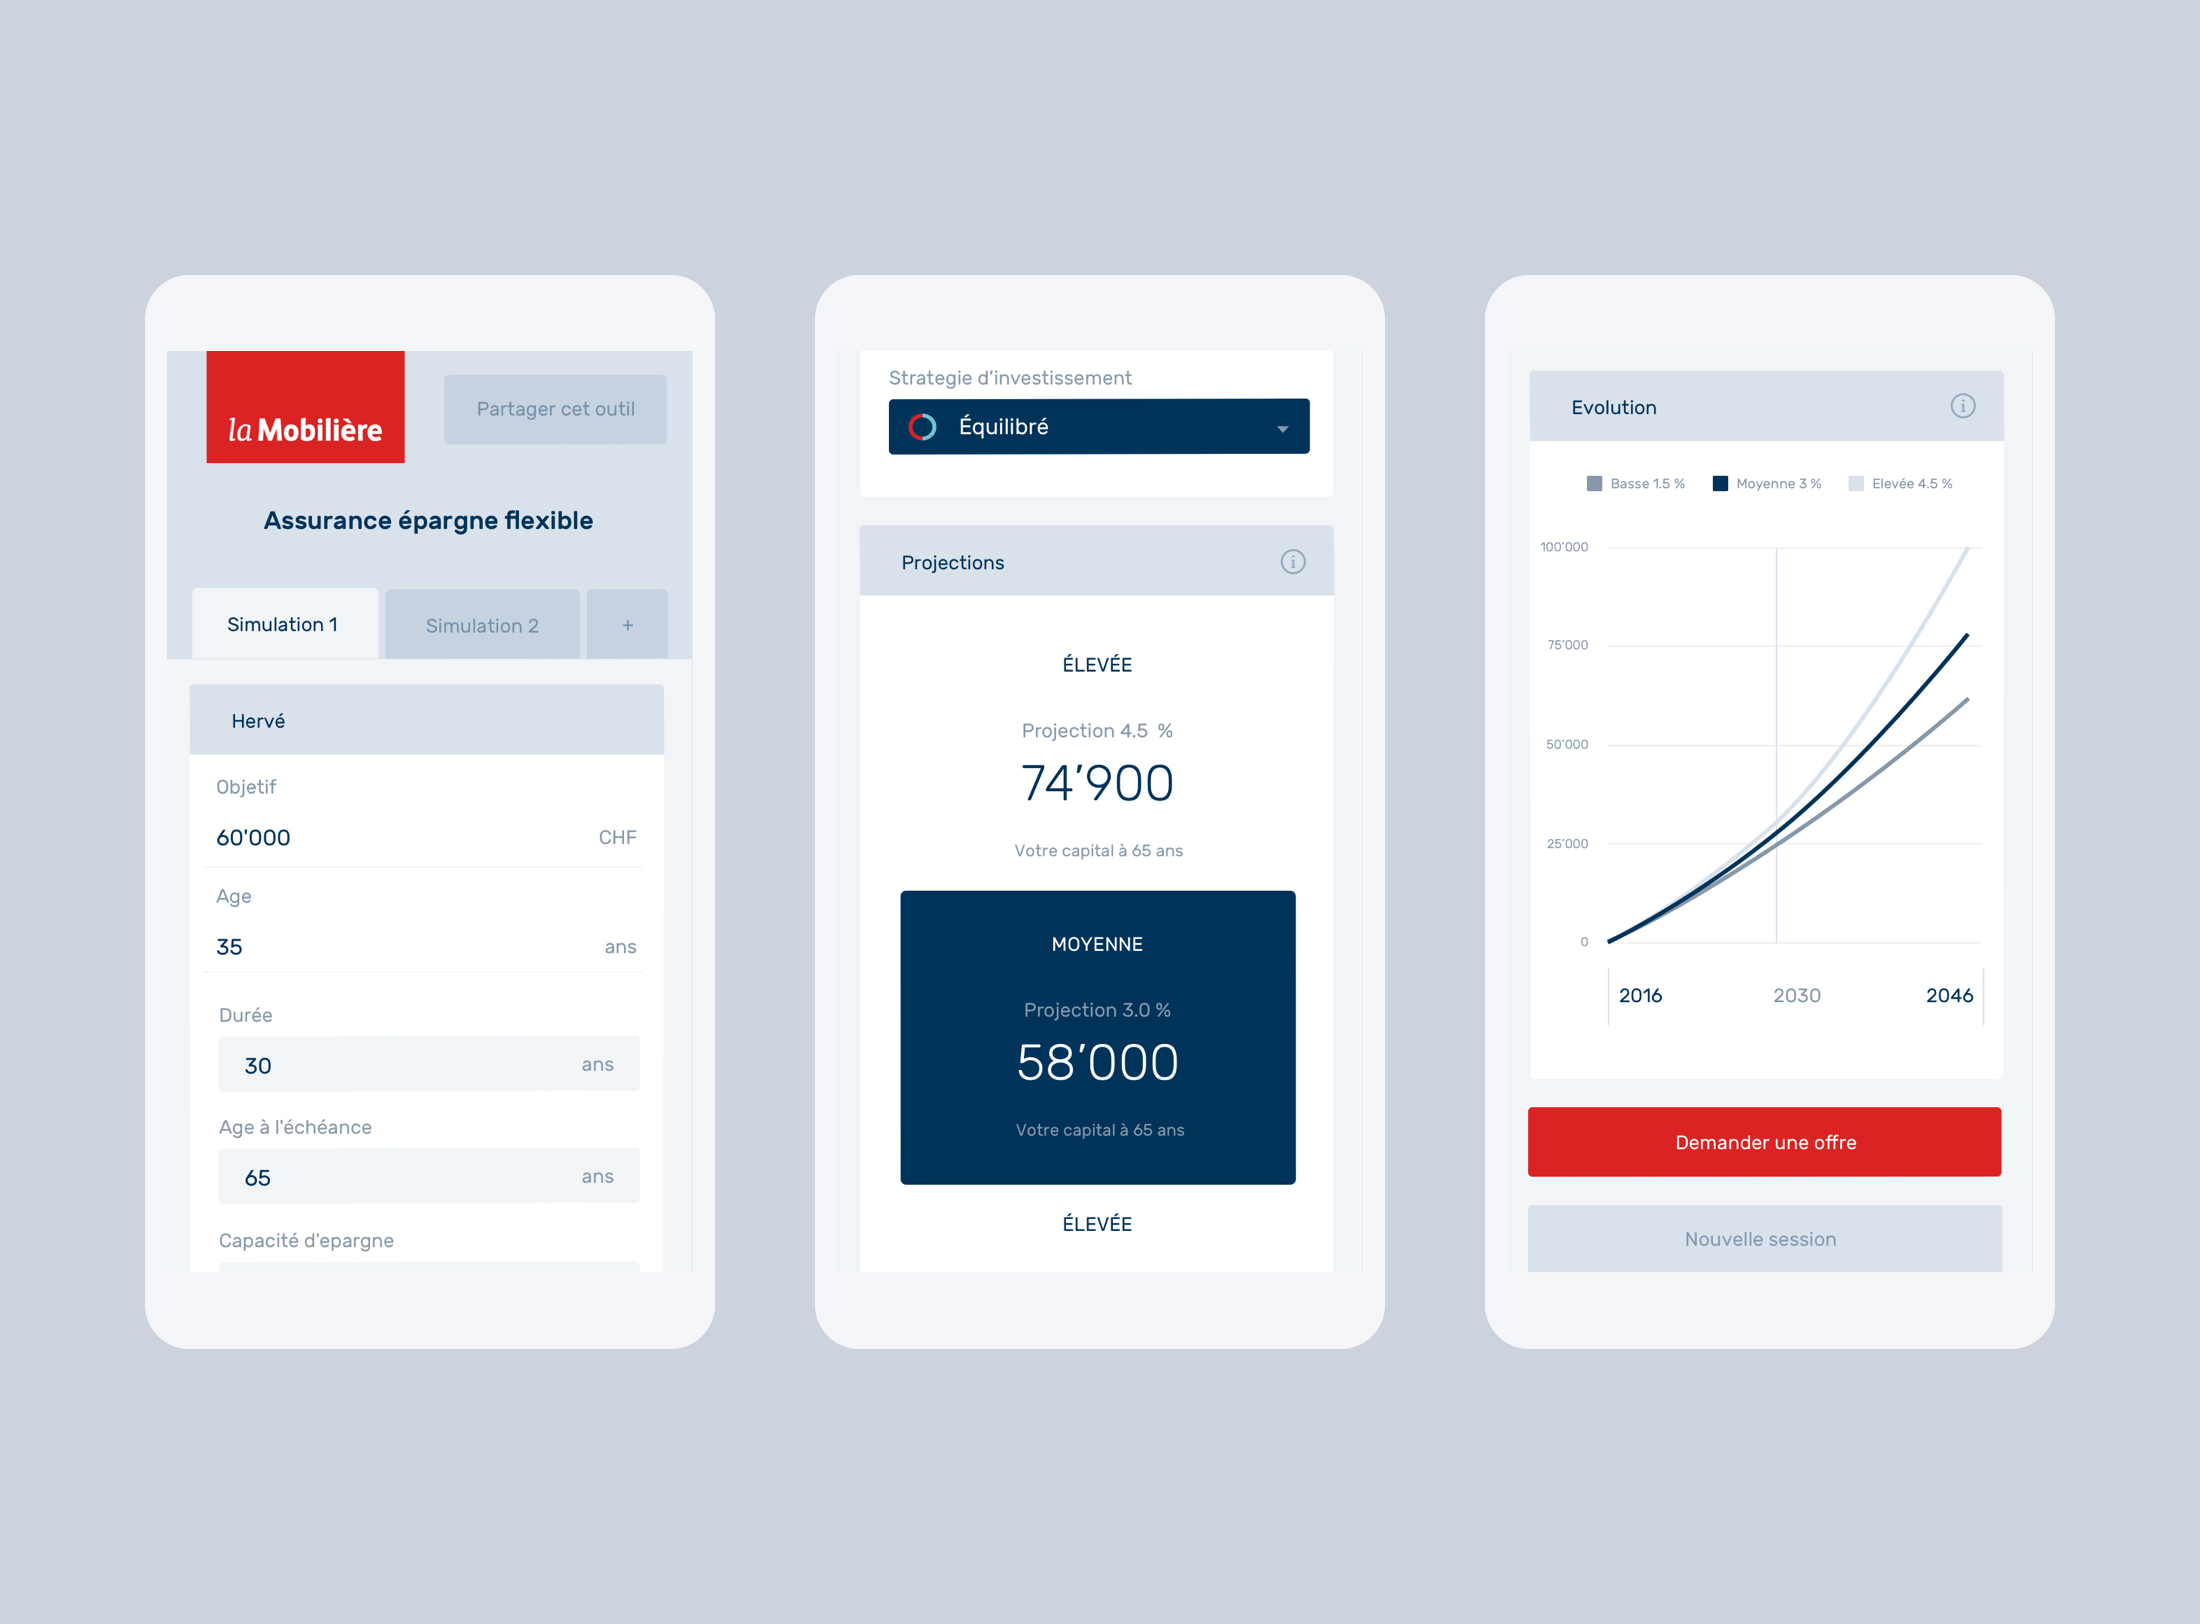 la Mobilière
Partager cet outil
Assurance épargne flexible
Simulation 1
Simulation 2
+
Hervé
Objetif
60'000 CHF
Age
35 ans
Durée
30 ans
Age à l'échéance
65 ans
Capacité d'epargne
Strategie d’investissement
Équilibré
Projections
i
ÉLEVÉE
Projection 4.5 %
74’900
Votre capital à 65 ans
MOYENNE
Projection 3.0 %
58’000
Votre capital à 65 ans
ÉLEVÉE
Evolution
i
Basse 1.5 % Moyenne 3 % Elevée 4.5 %
100’000
75’000
50’000
25’000
0
2016 2030 2046
Demander une offre
Nouvelle session